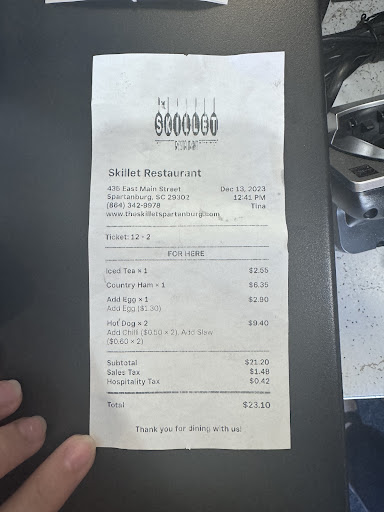 The
SKILLET
Skillet Restaurant
435 East Main Street Dec 13, 2023
Spartanburg, SC 29302 12:41 PM
(864) 342-9978 Tina
www.theskilletspartanburg.com
Ticket: 12 - 2
FOR HERE
Iced Tea × 1 $2.55
Country Ham × 1 $6.35
Add Egg × 1 $2.90
Add Egg ($1.30)
Hot Dog × 2 $9.40
Add Chili ($0.50 × 2), Add Slaw
($0.60 × 2)
Subtotal $21.20
Sales Tax $1.48
Hospitality Tax $0.42
Total $23.10
Thank you for dining with us!